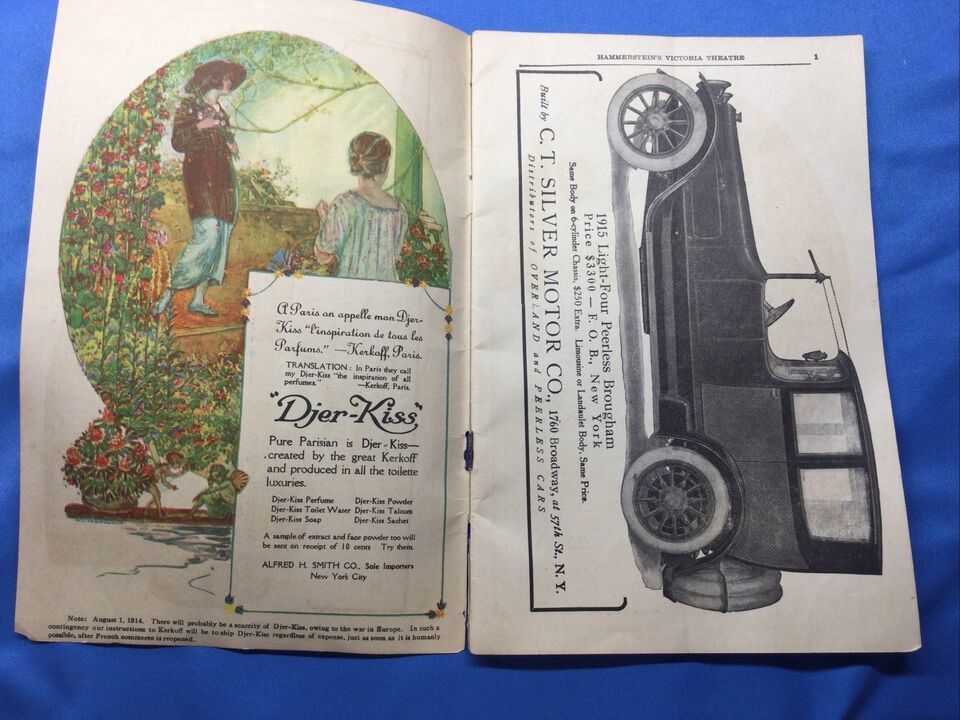 A Paris on appelle mon Djer-
Kiss "l'inspiration de tous les
Parfums." —Kerkoff, Paris.
TRANSLATION: In Paris they call
my Djer-Kiss "the inspiration of all
perfumes." —Kerkoff, Paris.
"Djer-Kiss"
Pure Parisian is Djer-Kiss—
created by the great Kerkoff
and produced in all the toilette
luxuries.
Djer-Kiss Perfume Djer-Kiss Powder
Djer-Kiss Toilet Water Djer-Kiss Talcum
Djer-Kiss Soap Djer-Kiss Sachet
A sample of extract and face powder too will
be sent on receipt of 10 cents Try them
ALFRED H. SMITH CO., Sole Importers
New York City
Note: August 1, 1914. There will probably be a scarcity of Djer-Kiss, owing to the war in Europe. In such a
contingency our instructions to Kerkoff will be to ship Djer-Kiss regardless of expense, just as soon as it is humanly
possible, after French commerce is reopened.
HAMMERSTEIN'S VICTORIA THEATRE 1
1915 Light-Four Peerless Brougham
Price $3300—F. O. B., New York
Same Body on 6-cylinder Chassis, $250 Extra. Limousine or Landaulet Body, Same Price.
Built by C. T. SILVER MOTOR CO., 1760 Broadway, at 57th St., N. Y.
Distributors of OVERLAND and PEERLESS CARS